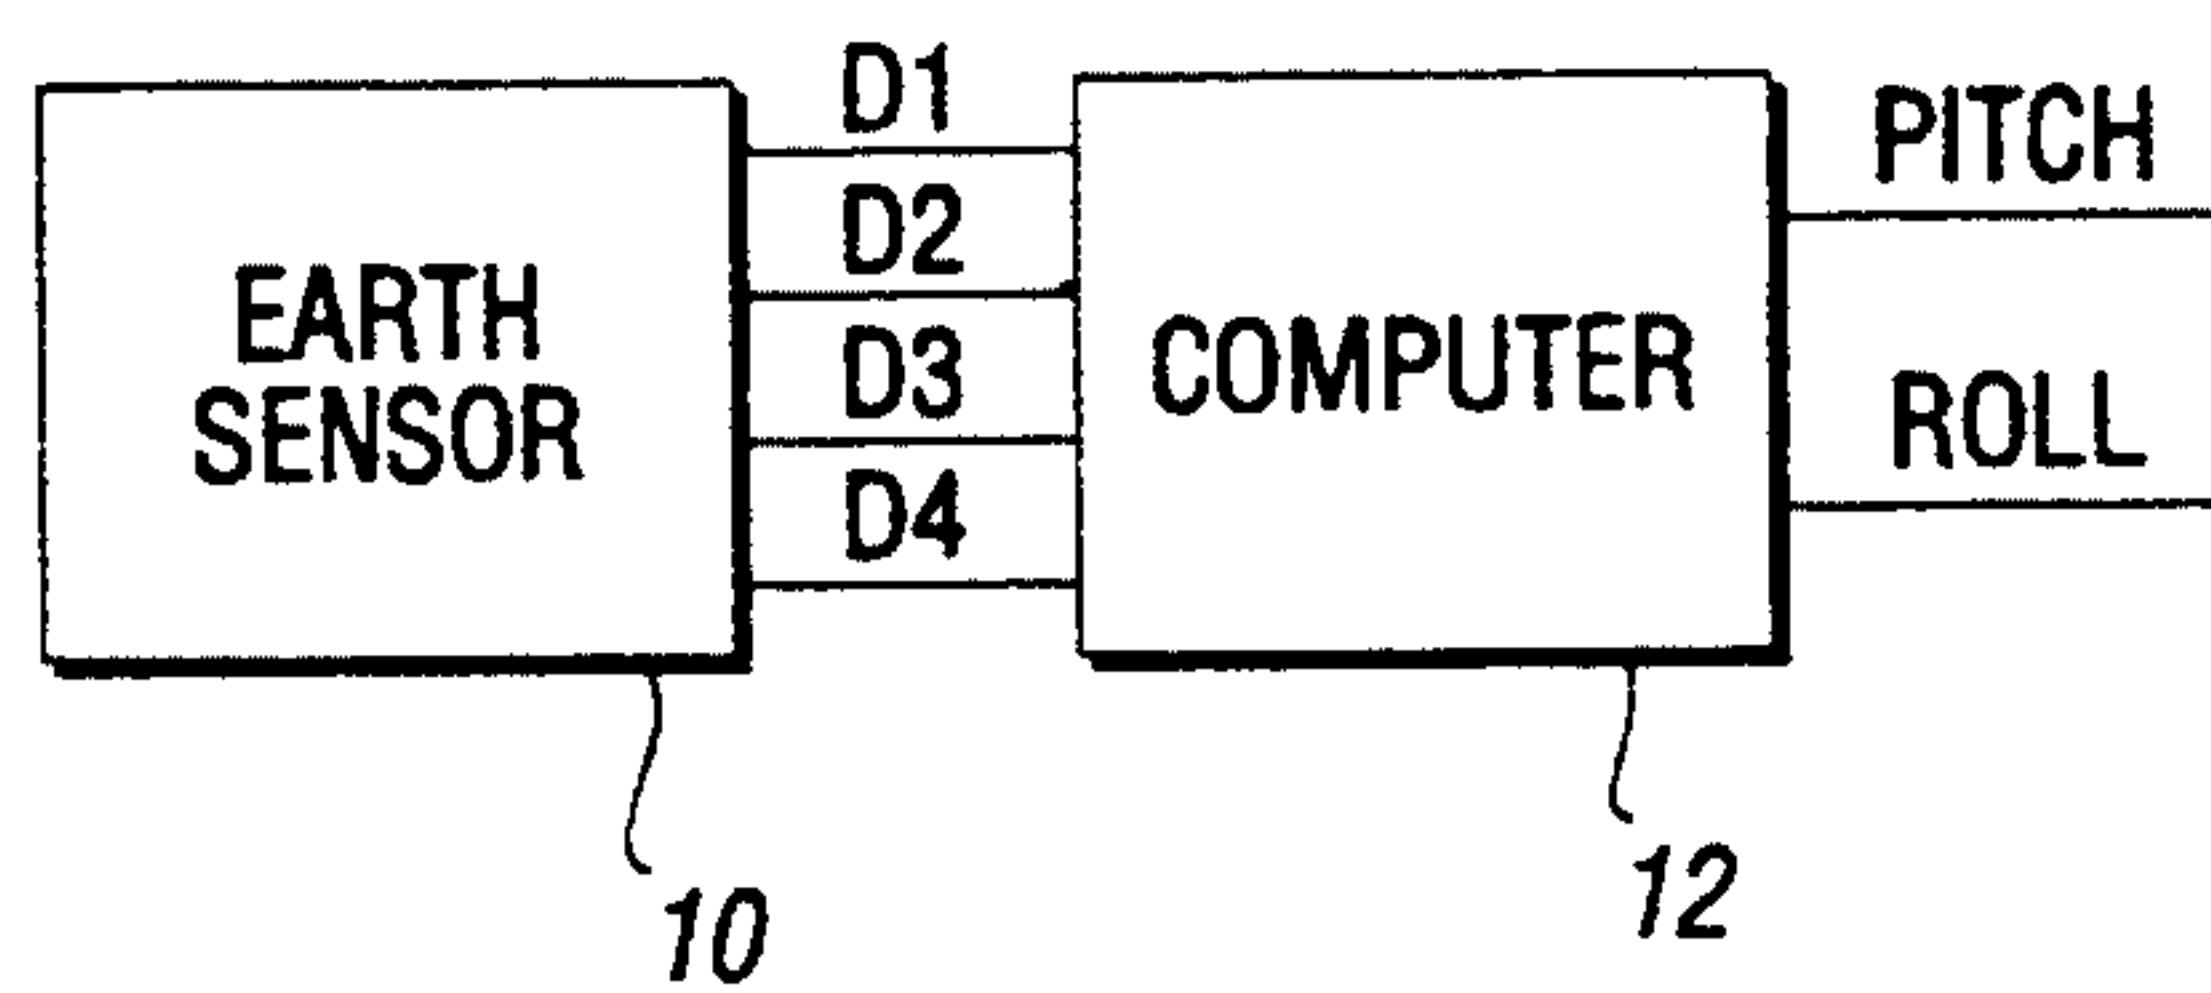 EARTH
SENSOR
10
D1
D2
D3
D4
COMPUTER
12
PITCH
ROLL